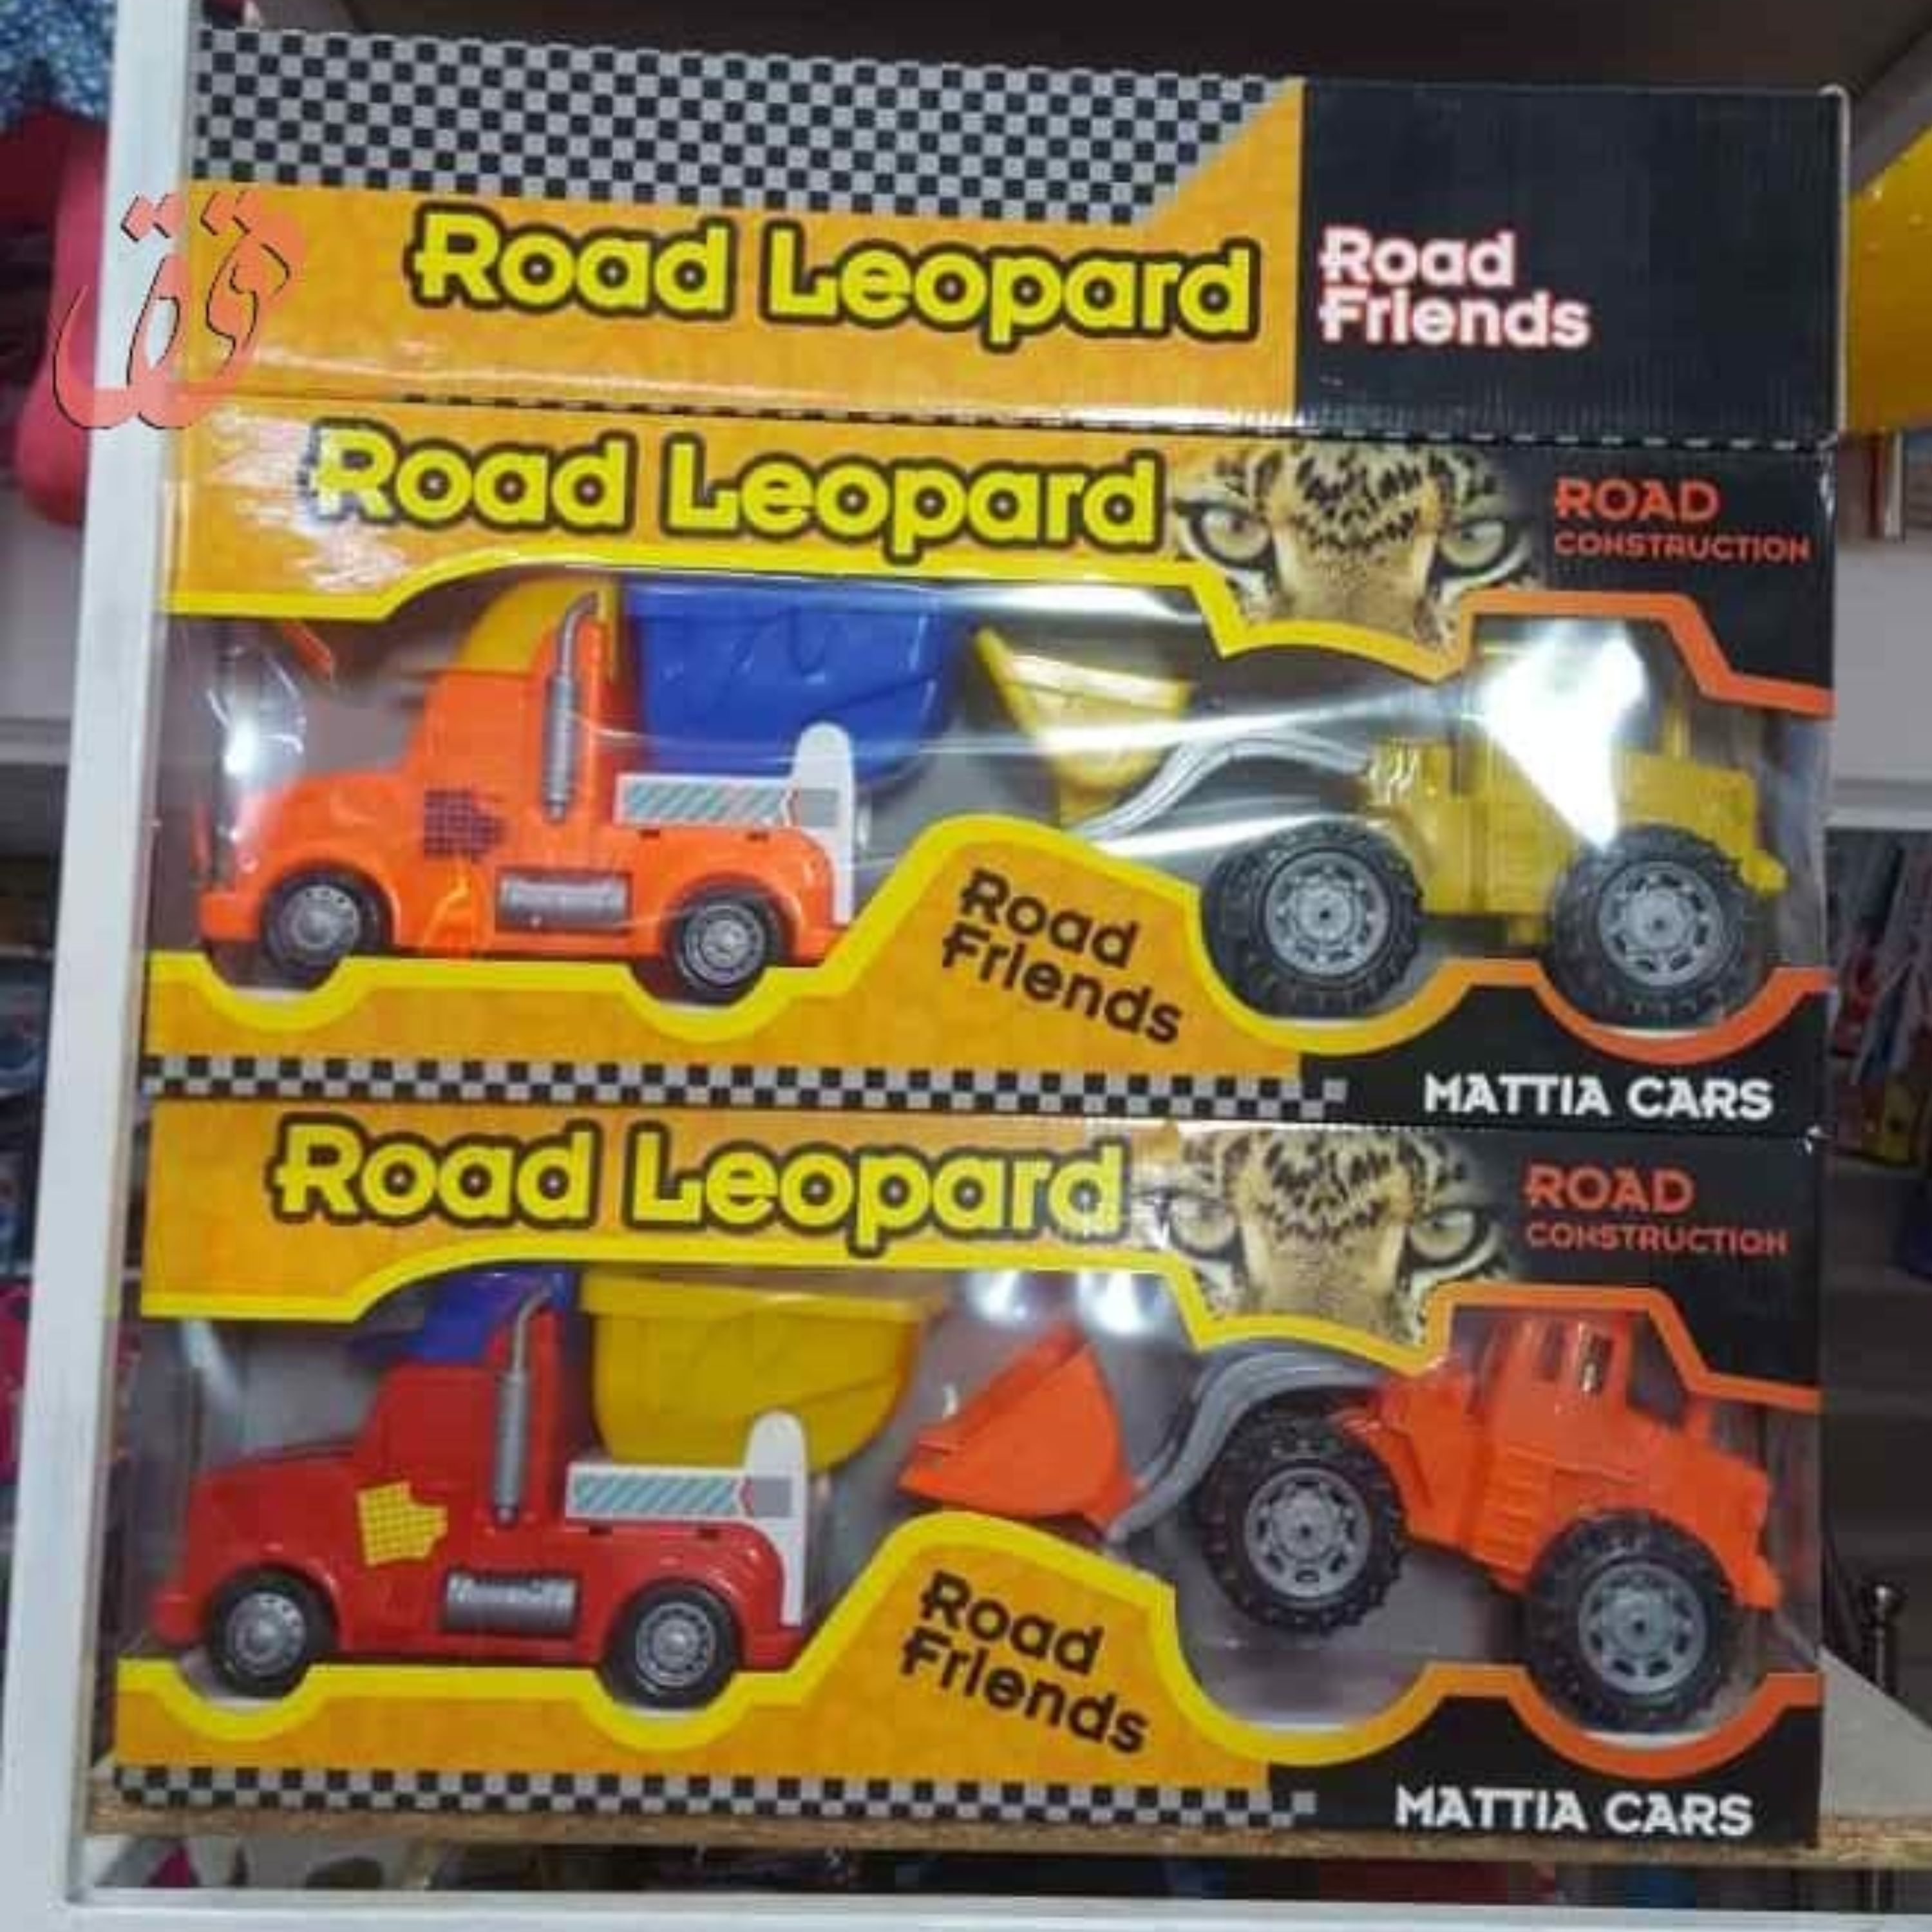 Road Leopard
Road
Friends
Road Leopard
ROAD
CONSTRUCTION
Road
Friends
MATTIA CARS
Road Leopard
ROAD
CONSTRUCTION
Road
Friends
MATTIA CARS